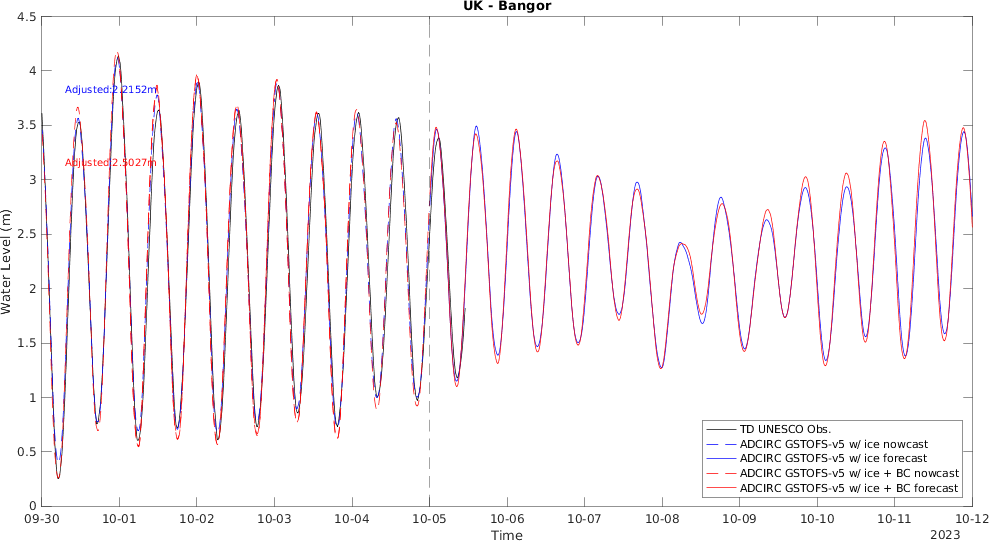 UK - Bangor
4.5
4
3.5
3
2.5
2
1.5
1
0.5
0
Water Level (m)
Adjusted:2.2152m
Adjusted:2.5027m
TD UNESCO Obs.
ADCIRC GSTOFS-v5 w/ ice nowcast
ADCIRC GSTOFS-v5 w/ ice forecast
ADCIRC GSTOFS-v5 w/ ice + BC nowcast
ADCIRC GSTOFS-v5 w/ ice + BC forecast
09-30 10-01 10-02 10-03 10-04 10-05 10-06 10-07 10-08 10-09 10-10 10-11 10-12
Time
2023